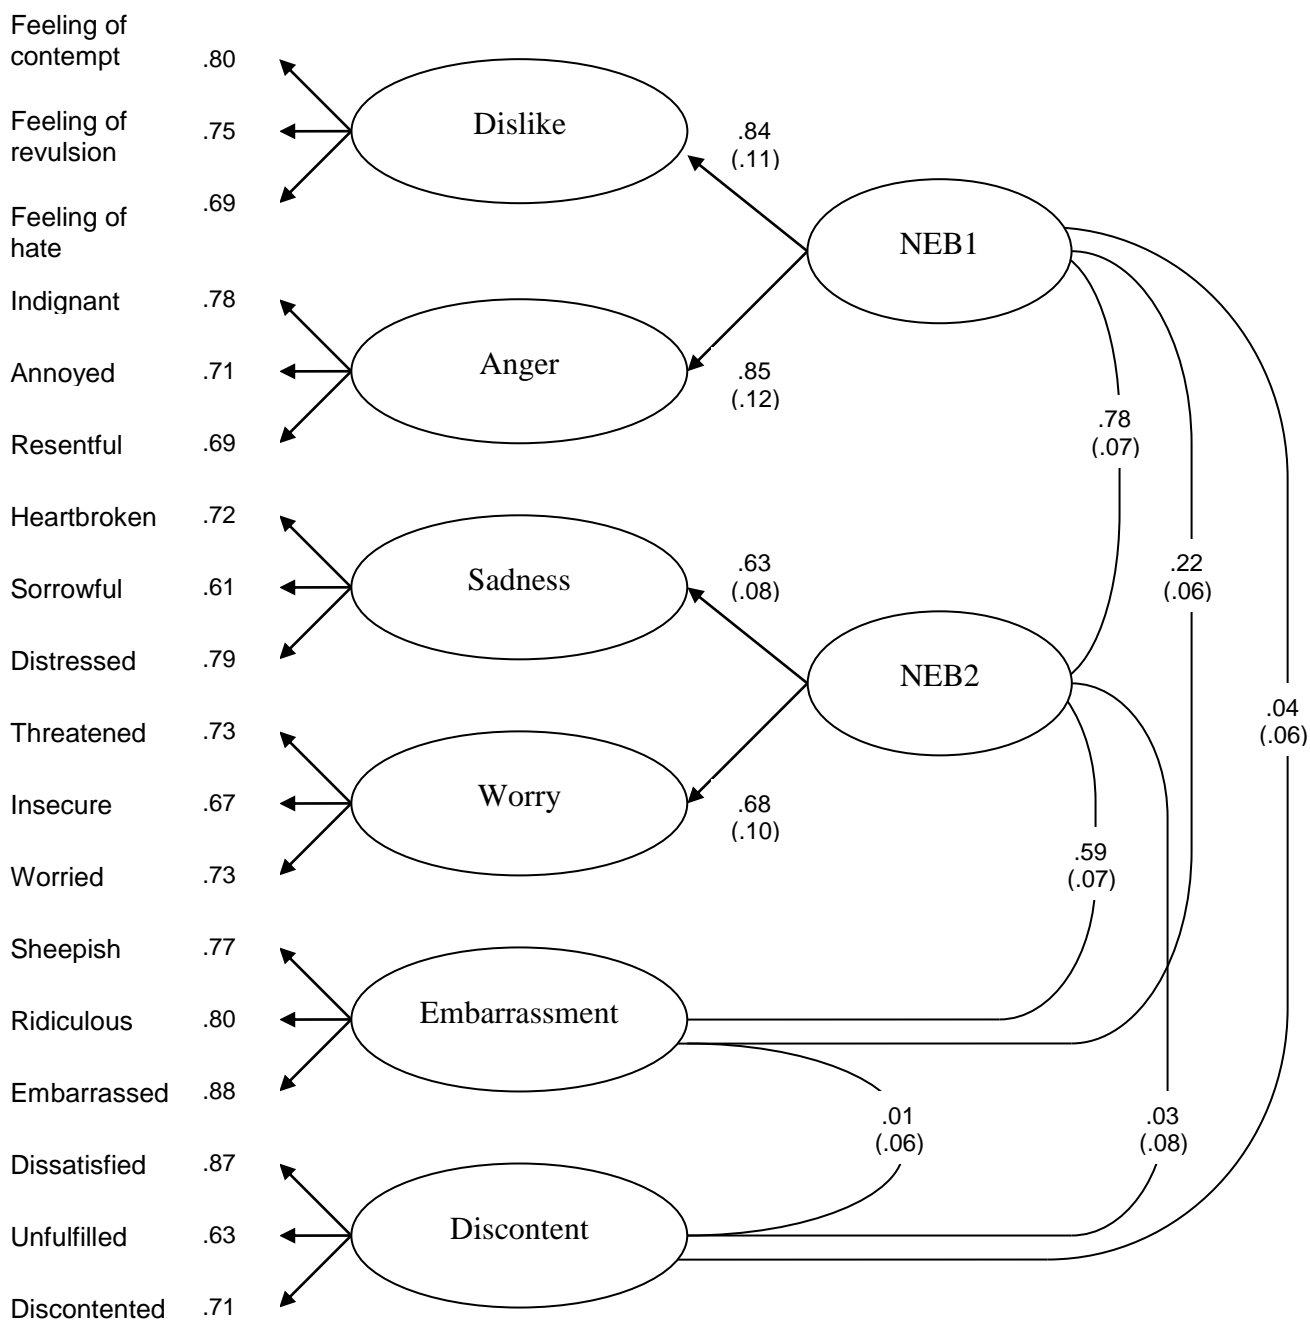 Feeling of
contempt .80
Feeling of
revulsion .75
Dislike
.84
(.11)
Feeling of
hate .69
NEB1
Indignant .78
Annoyed .71
Anger
.85
(.12)
Resentful .69
.78
(.07)
Heartbroken .72
Sorrowful .61
Sadness
.63
(.08)
.22
(.06)
Distressed .79
NEB2
.04
(.06)
Threatened .73
Insecure .67
Worry
.68
(.10)
Worried .73
.59
(.07)
Sheepish .77
Ridiculous .80
Embarrassment
Embarrassed .88
.01
(.06)
.03
(.08)
Dissatisfied .87
Unfulfilled .63
Discontent
Discontented .71